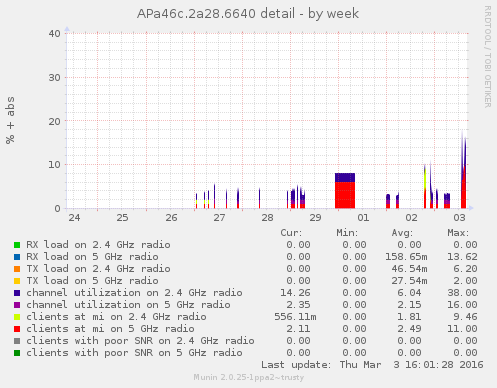 APa46c.2a28.6640 detail - by week
RRDTOOL / TOBI OETIKER
% + abs
40
30
20
10
0
24 25 26 27 28 29 01 02 03
Cur: Min: Avg: Max:
RX load on 2.4 GHz radio 0.00 0.00 0.00 0.00
RX load on 5 GHz radio 0.00 0.00 158.65m 13.62
TX load on 2.4 GHz radio 0.00 0.00 46.54m 6.20
TX load on 5 GHz radio 0.00 0.00 27.54m 2.00
channel utilization on 2.4 GHz radio 14.26 0.00 6.04 38.00
channel utilization on 5 GHz radio 2.35 0.00 2.15 16.00
clients at mi on 2.4 GHz radio 556.11m 0.00 1.81 9.46
clients at mi on 5 GHz radio 2.11 0.00 2.49 11.00
clients with poor SNR on 2.4 GHz radio 0.00 0.00 0.00 0.00
clients with poor SNR on 5 GHz radio 0.00 0.00 0.00 0.00
Last update: Thu Mar 3 16:01:28 2016
Munin 2.0.25-1ppa2~trusty